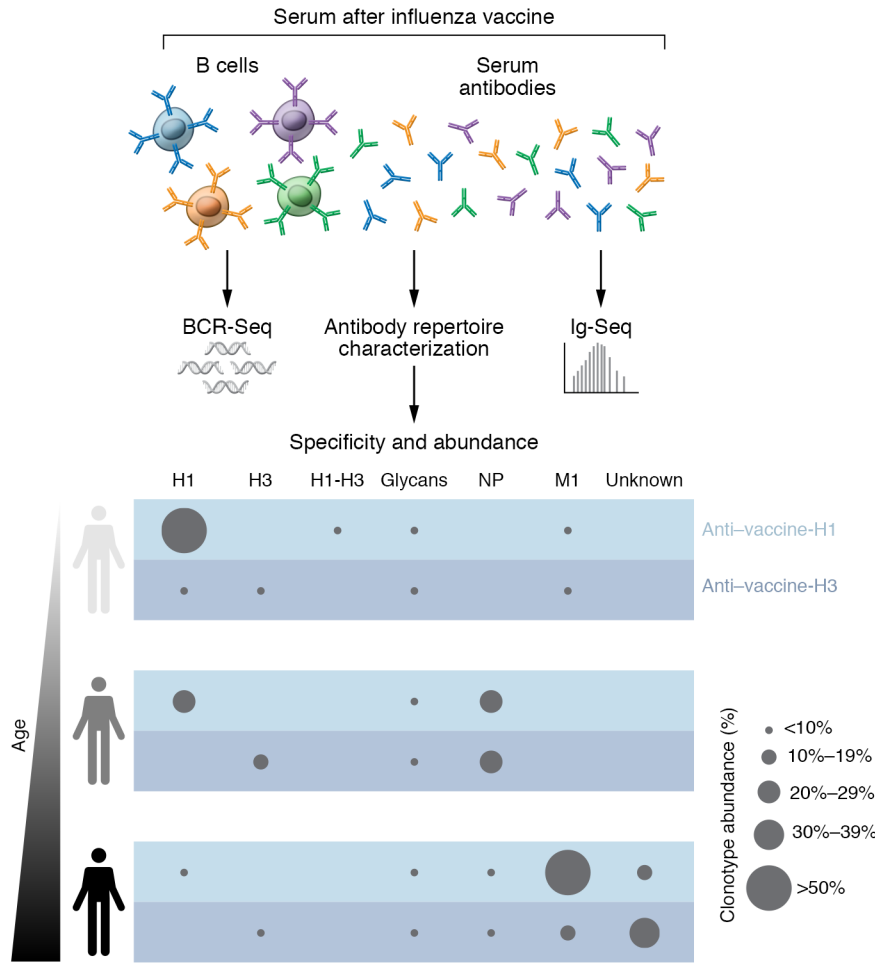 Serum after influenza vaccine
B cells
Serum
antibodies
BCR-Seq
Antibody repertoire
characterization
Ig-Seq
Specificity and abundance
H1
H3
H1-H3
Glycans
NP
M1
Unknown
Anti–vaccine-H1
Anti–vaccine-H3
Age
Clonotype abundance (%)
<10%
10%–19%
20%–29%
30%–39%
>50%